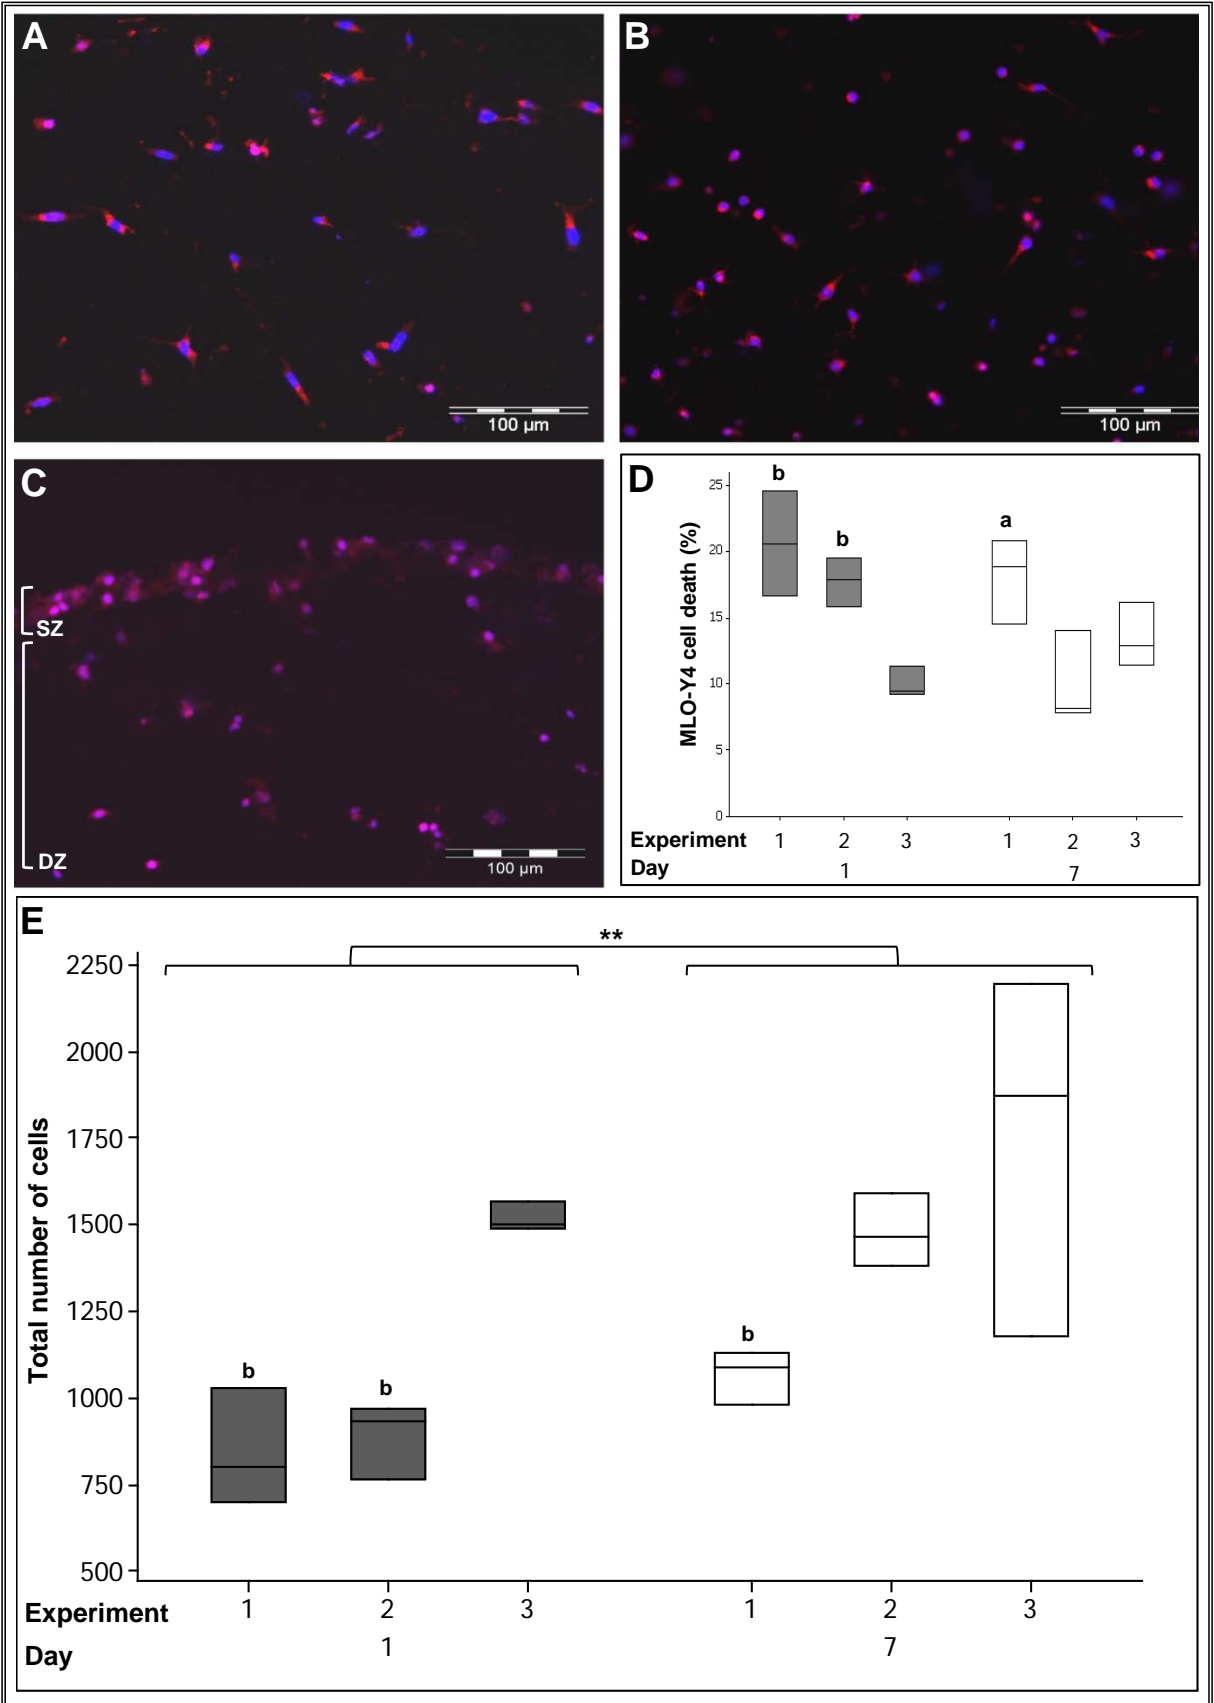 A
B
100 µm
100 µm
C
SZ
DZ
100 µm
D
MLO-Y4 cell death (%)
25
20
15
10
5
0
b
b
a
Experiment 1 2 3 1 2 3
Day 1 7
E
**
Total number of cells
2250
2000
1750
1500
1250
1000
750
500
b
b
b
Experiment 1 2 3 1 2 3
Day 1 7